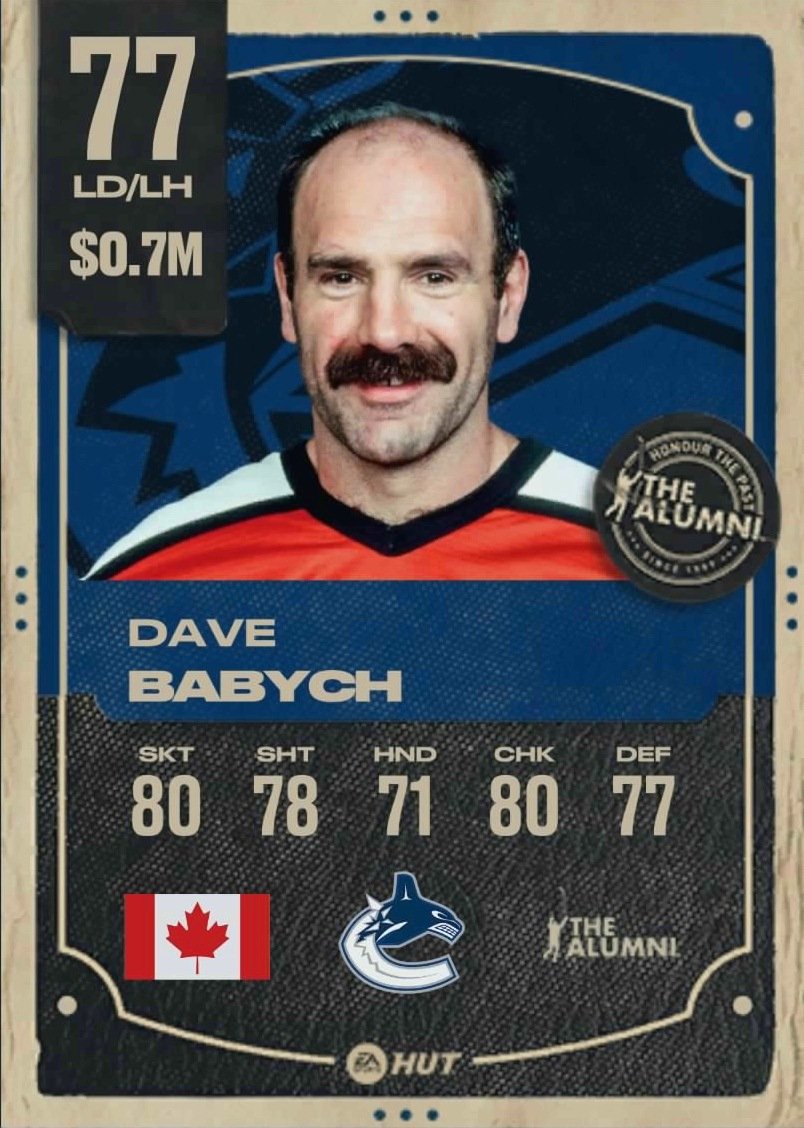 77
LD/LH
$0.7M
HONOUR THE PAST
THE
ALUMNI
DAVE
BABYCH
SKT SHT HND CHK DEF
80 78 71 80 77
THE
ALUMNI
EA HUT